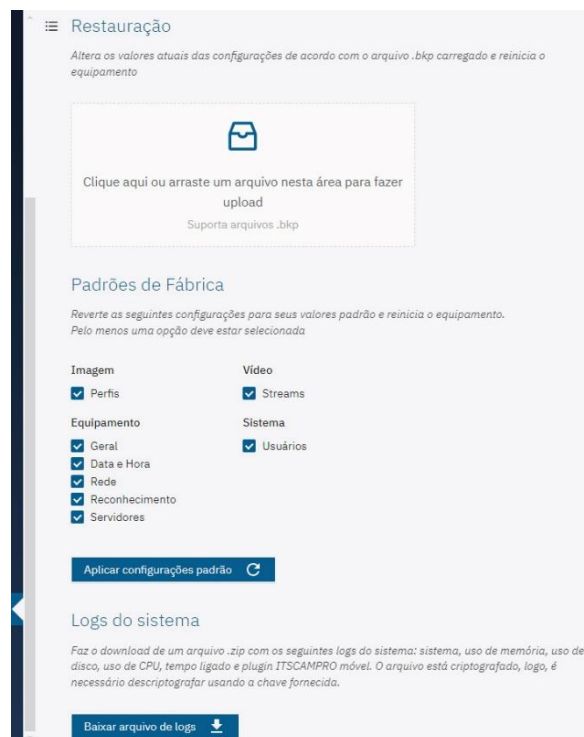 Restauração
Altera os valores atuais das configurações de acordo com o arquivo .bkp carregado e reinicia o
equipamento
Clique aqui ou arraste um arquivo nesta área para fazer
upload
Suporta arquivos .bkp
Padrões de Fábrica
Reverte as seguintes configurações para seus valores padrão e reinicia o equipamento.
Pelo menos uma opção deve estar selecionada
Imagem
Perfis
Vídeo
Streams
Equipamento
Geral
Data e Hora
Rede
Reconhecimento
Servidores
Sistema
Usuários
Aplicar configurações padrão
Logs do sistema
Faz o download de um arquivo .zip com os seguintes logs do sistema: sistema, uso de memória, uso de
disco, uso de CPU, tempo ligado e plugin ITSCAMPRO móvel. O arquivo está criptografado, logo, é
necessário descriptografar usando a chave fornecida.
Baixar arquivo de logs